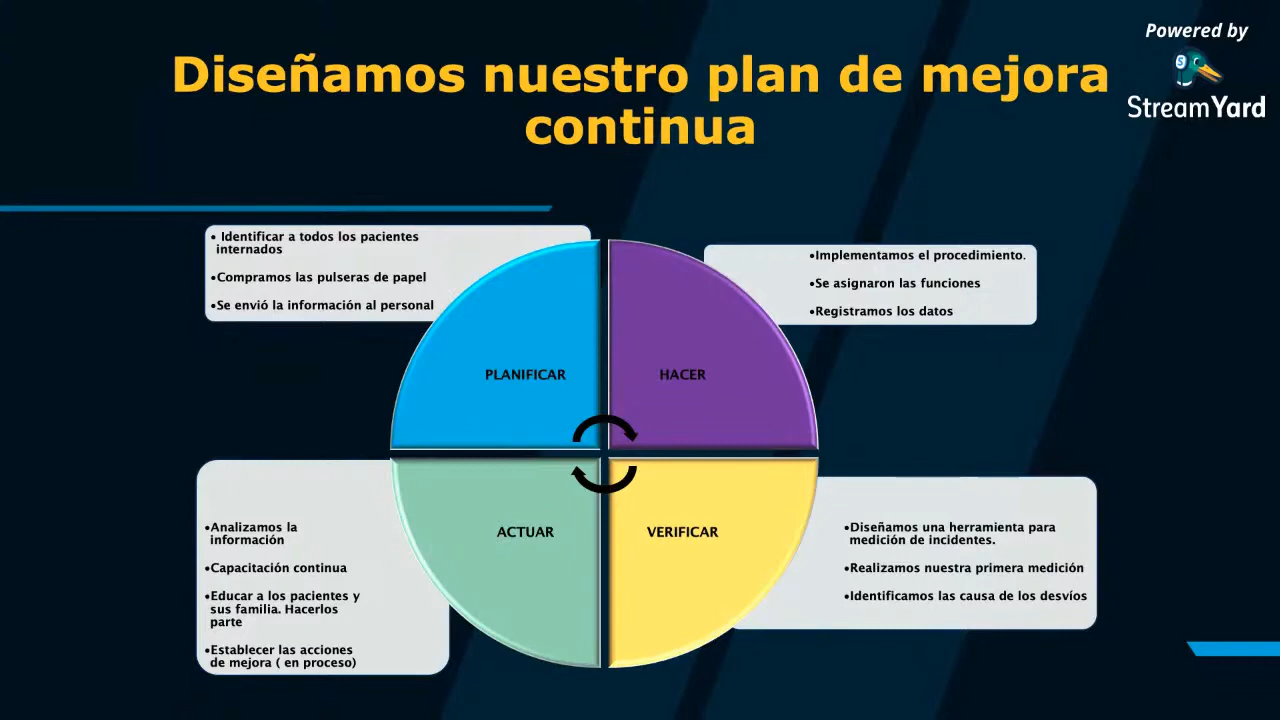 Powered by
StreamYard
Diseñamos nuestro plan de mejora
continua
• Identificar a todos los pacientes
internados
•Compramos las pulseras de papel
•Se envió la información al personal
•Implementamos el procedimiento.
•Se asignaron las funciones
•Registramos los datos
PLANIFICAR
HACER
ACTUAR
VERIFICAR
•Analizamos la
información
•Capacitación continua
•Educar a los pacientes y
sus familia. Hacerlos
parte
•Establecer las acciones
de mejora ( en proceso)
•Diseñamos una herramienta para
medición de incidentes.
•Realizamos nuestra primera medición
•Identificamos las causa de los desvíos